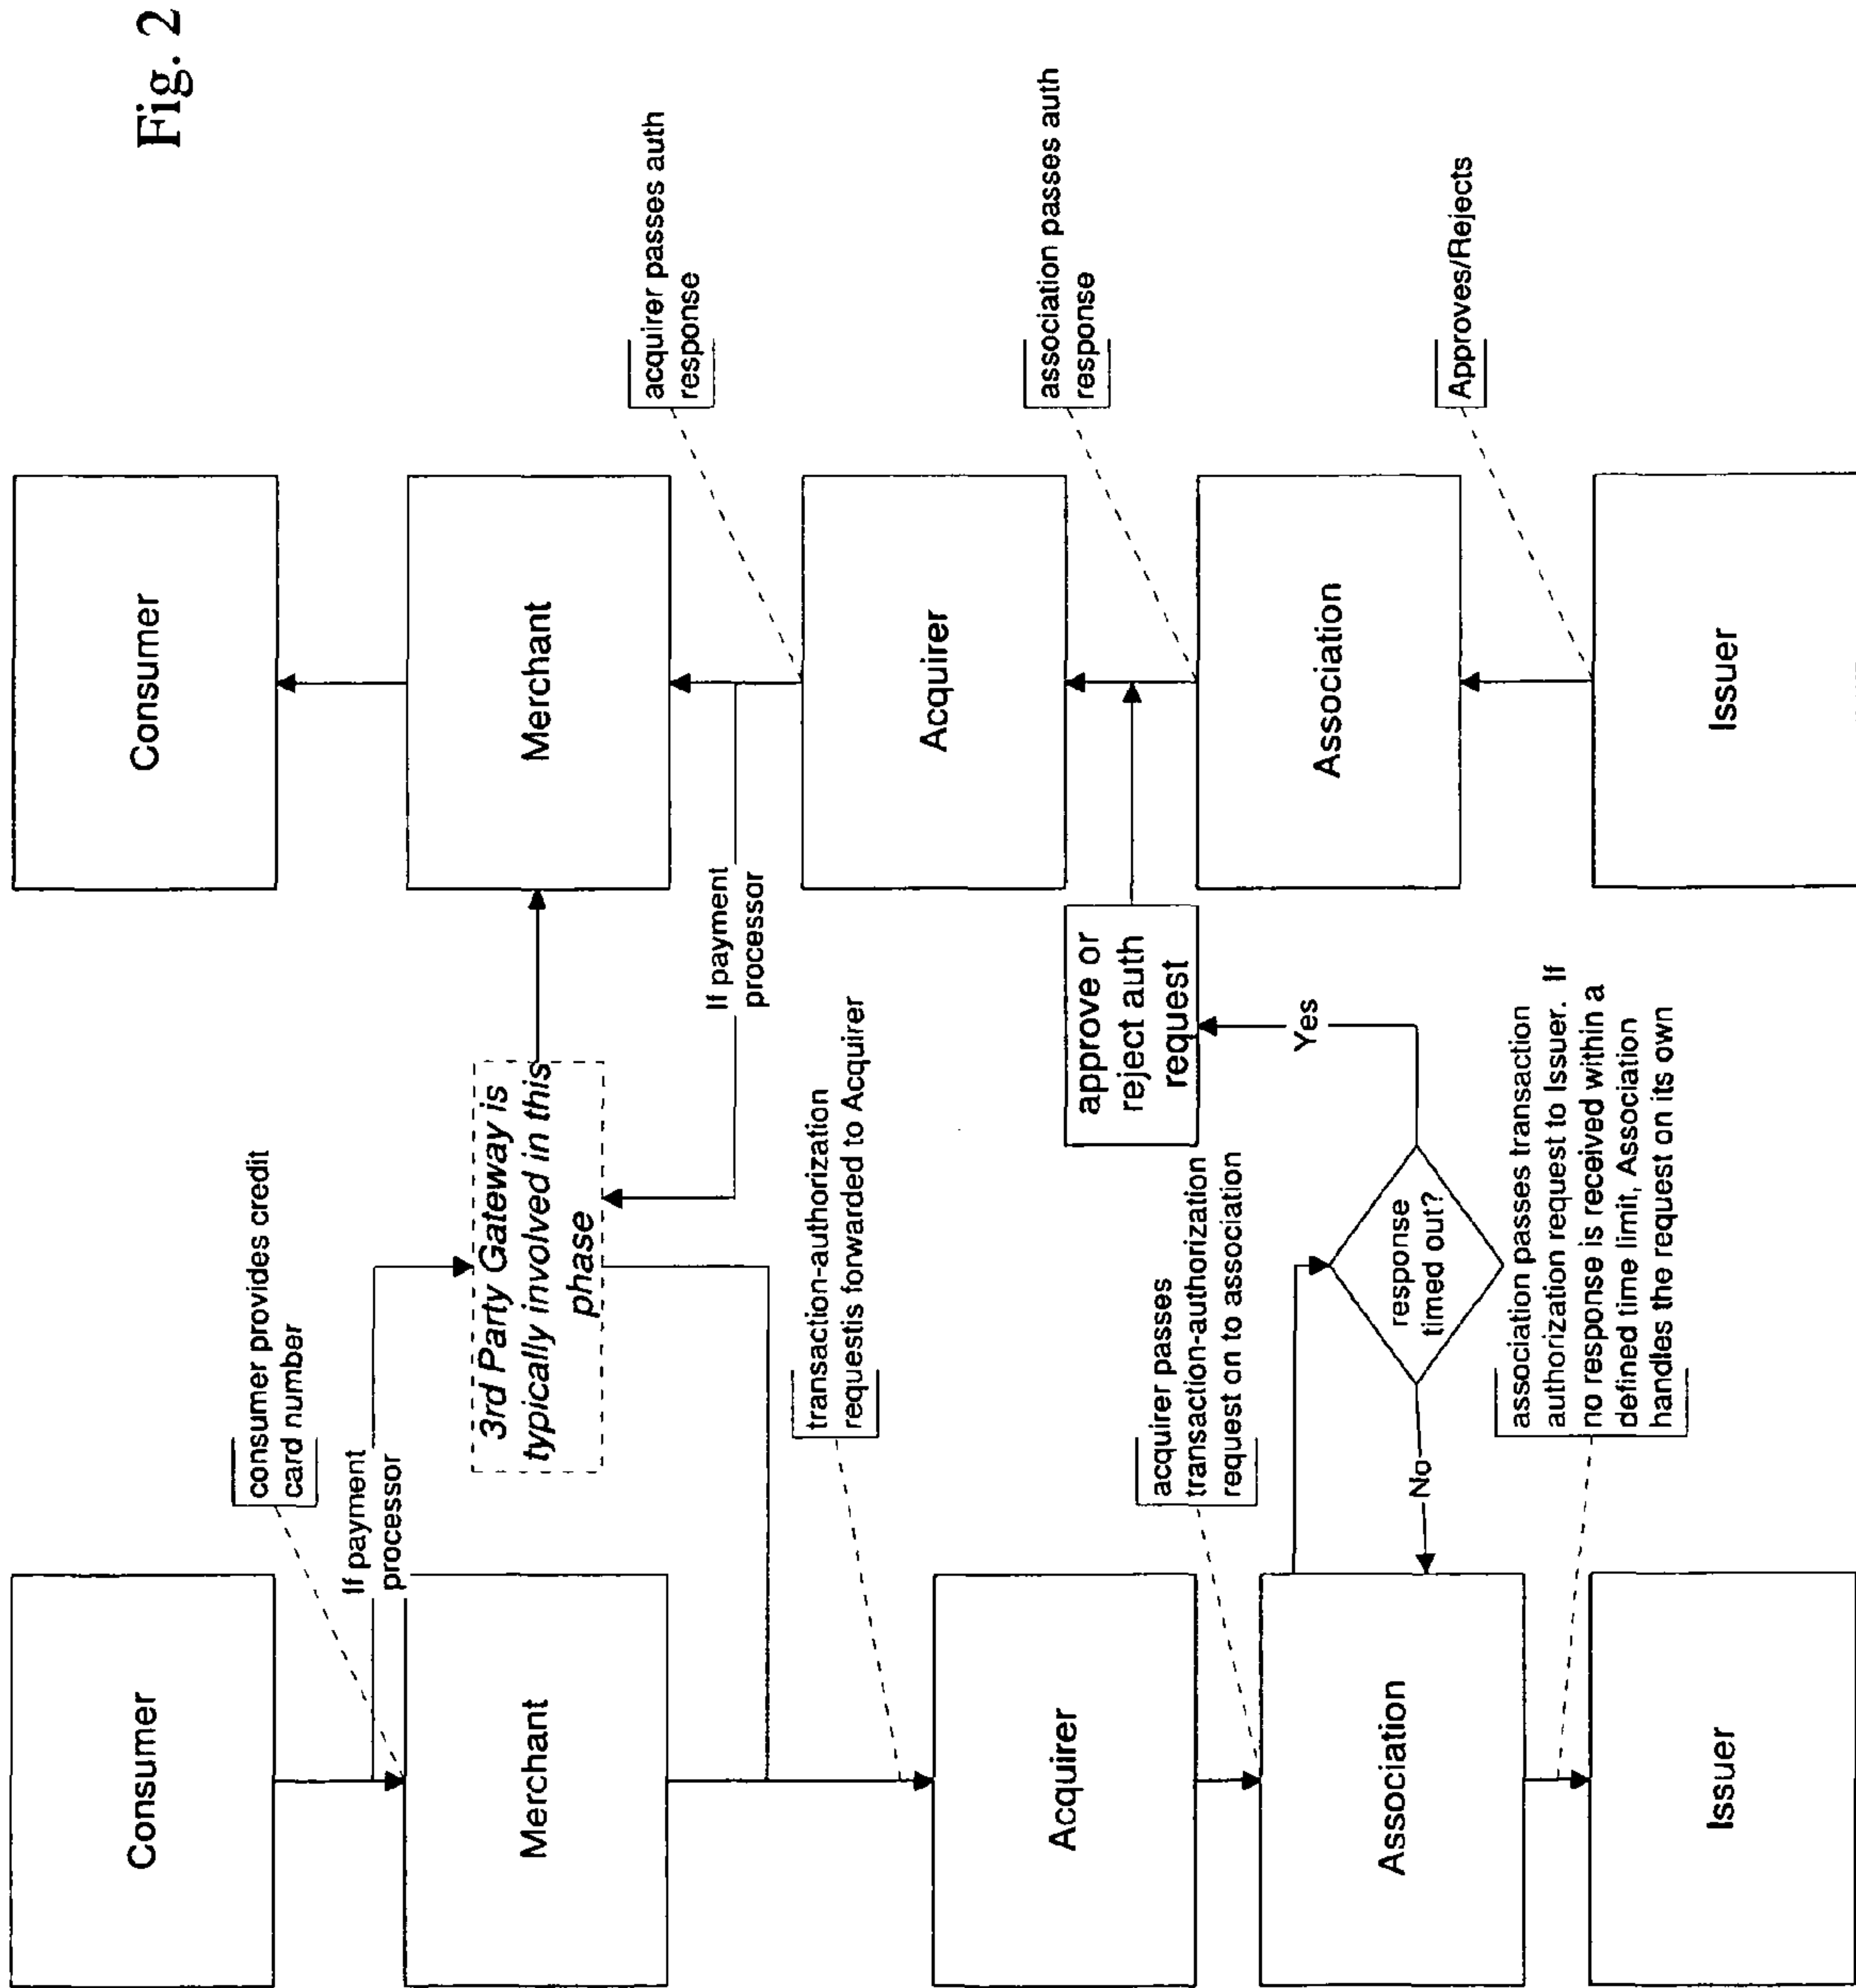 Fig. 2
Consumer
consumer provides credit
card number
If payment
processor
Merchant
3rd Party Gateway is
typically involved in this
phase
transaction-authorization
requestis forwarded to Acquirer
Acquirer
acquirer passes
transaction-authorization
request on to association
Association
response
timed out?
No
Yes
approve or
reject auth
request
association passes transaction
authorization request to Issuer. If
no response is received within a
defined time limit, Association
handles the request on its own
Issuer
Consumer
Merchant
If payment
processor
acquirer passes auth
response
Acquirer
association passes auth
response
Association
Approves/Rejects
Issuer